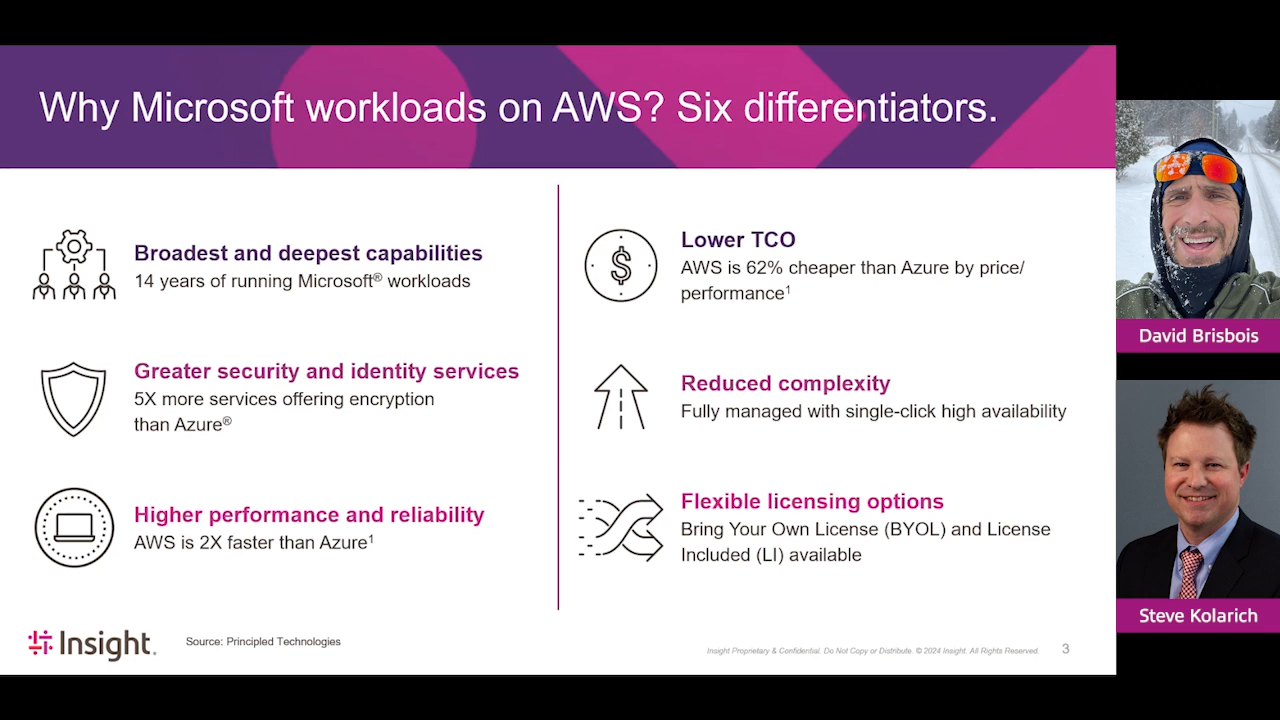 Why Microsoft workloads on AWS? Six differentiators.
Broadest and deepest capabilities
14 years of running Microsoft® workloads
Greater security and identity services
5X more services offering encryption
than Azure®
Higher performance and reliability
AWS is 2X faster than Azure¹
Lower TCO
AWS is 62% cheaper than Azure by price/
performance¹
Reduced complexity
Fully managed with single-click high availability
Flexible licensing options
Bring Your Own License (BYOL) and License
Included (LI) available
Insight.
Source: Principled Technologies
Insight Proprietary & Confidential. Do Not Copy or Distribute. © 2024 Insight. All Rights Reserved.
3
David Brisbois
Steve Kolarich